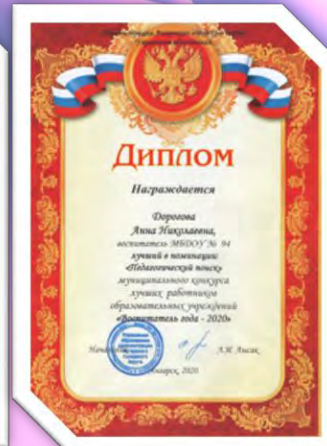 Диплом
Награждается
Дорогова
Анна Николаевна,
воспитатель МБДОУ № 94
лучший в номинации
«Педагогический поиск»
муниципального конкурса
лучших работников
образовательных учреждений
«Воспитатель года - 2020»
А.Н. Лысак
2020